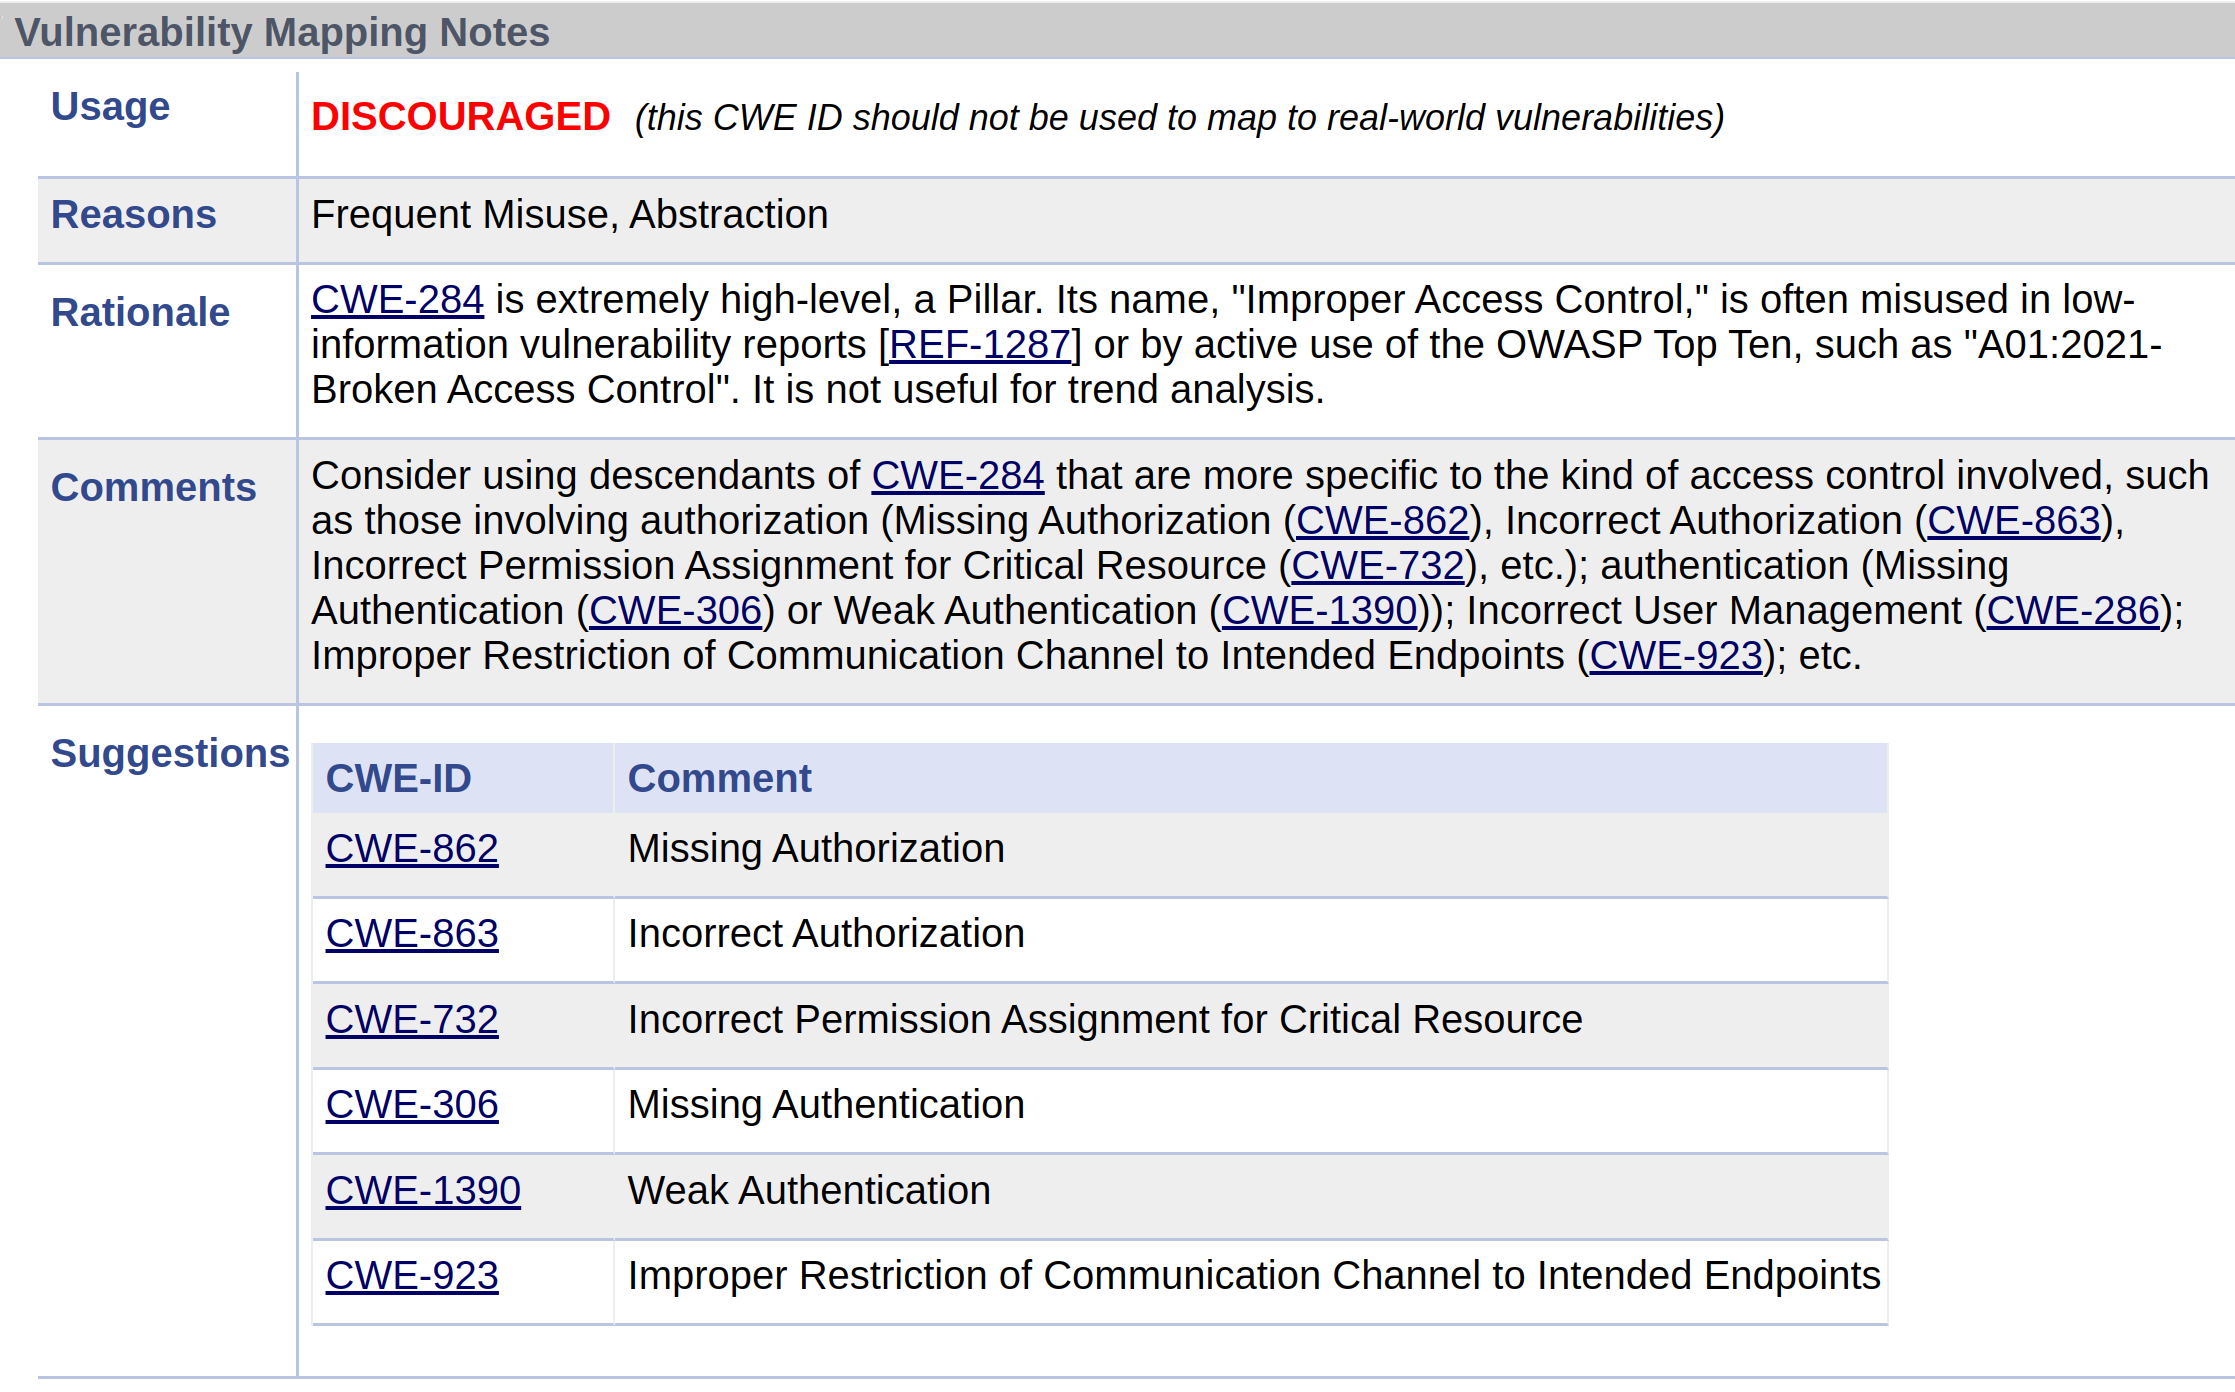 Vulnerability Mapping Notes
Usage
DISCOURAGED (this CWE ID should not be used to map to real-world vulnerabilities)
Reasons
Frequent Misuse, Abstraction
Rationale
CWE-284 is extremely high-level, a Pillar. Its name, "Improper Access Control," is often misused in low-
information vulnerability reports [REF-1287] or by active use of the OWASP Top Ten, such as "A01:2021-
Broken Access Control". It is not useful for trend analysis.
Comments
Consider using descendants of CWE-284 that are more specific to the kind of access control involved, such
as those involving authorization (Missing Authorization (CWE-862), Incorrect Authorization (CWE-863),
Incorrect Permission Assignment for Critical Resource (CWE-732), etc.); authentication (Missing
Authentication (CWE-306) or Weak Authentication (CWE-1390)); Incorrect User Management (CWE-286);
Improper Restriction of Communication Channel to Intended Endpoints (CWE-923); etc.
Suggestions
CWE-ID Comment
CWE-862 Missing Authorization
CWE-863 Incorrect Authorization
CWE-732 Incorrect Permission Assignment for Critical Resource
CWE-306 Missing Authentication
CWE-1390 Weak Authentication
CWE-923 Improper Restriction of Communication Channel to Intended Endpoints